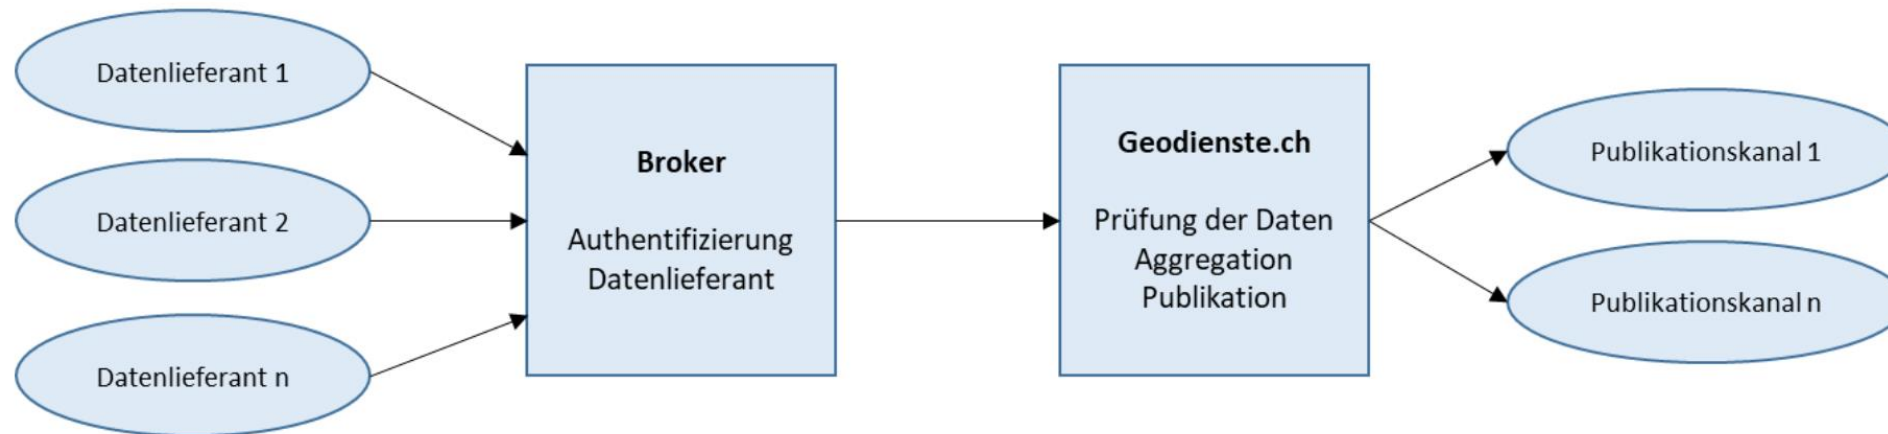 Datenlieferant 1
Datenlieferant 2
Datenlieferant n
Broker
Authentifizierung
Datenlieferant
Geodienste.ch
Prüfung der Daten
Aggregation
Publikation
Publikationskanal 1
Publikationskanal n